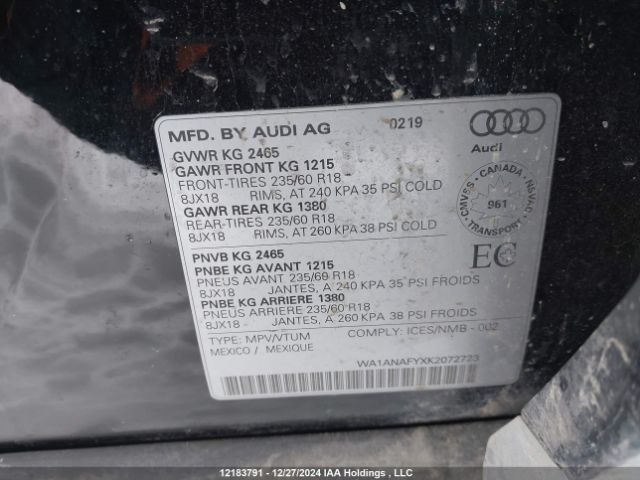 MFD. BY AUDI AG 0219
Audi
GVWR KG 2465
GAWR FRONT KG 1215
FRONT-TIRES 235/60 R18
8JX18 RIMS, AT 240 KPA 35 PSI COLD
GAWR REAR KG 1380
REAR-TIRES 235/60 R18
8JX18 RIMS, AT 260 KPA 38 PSI COLD
CMVSS - CANADA - NSVAC
961
TRANSPORT
EC
PNVB KG 2465
PNBE KG AVANT 1215
PNEUS AVANT 235/60 R18
8JX18 JANTES, A 240 KPA 35 PSI FROIDS
PNBE KG ARRIERE 1380
PNEUS ARRIERE 235/60 R18
8JX18 JANTES, A 260 KPA 38 PSI FROIDS
TYPE: MPV/VTUM COMPLY: ICES/NMB - 002
MEXICO / MEXIQUE
WA1ANAFYXK2072723
12183791 - 12/27/2024 IAA Holdings , LLC